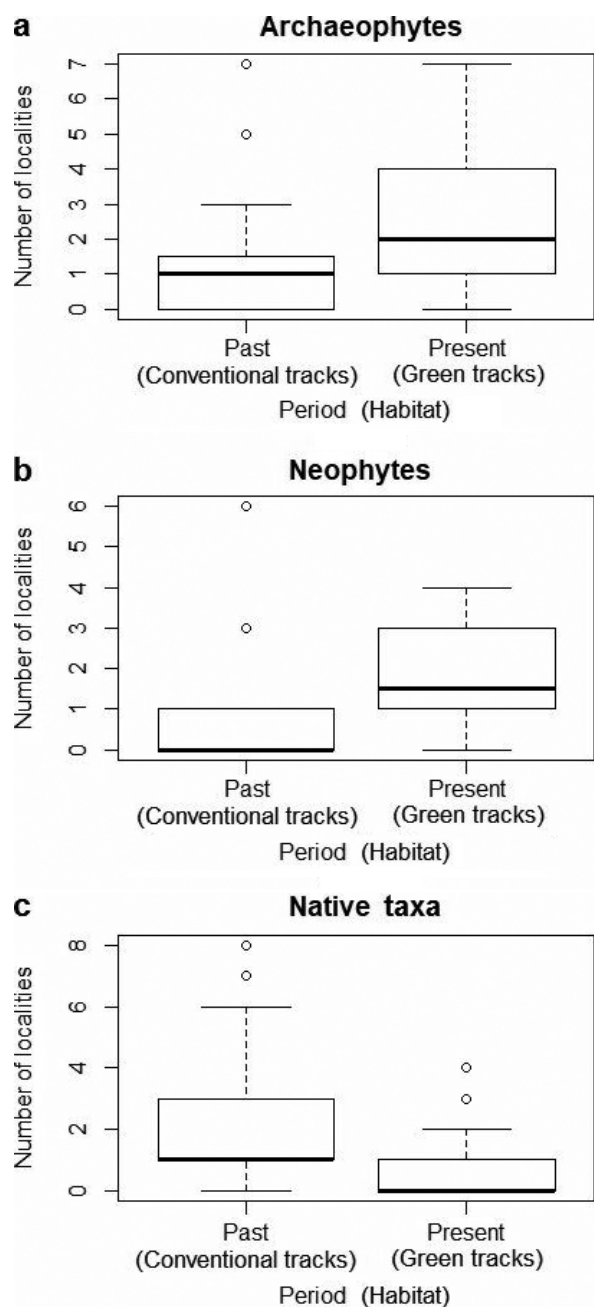 a Archaeophytes
7
6
5
4
3
2
1
0
Number of localities
Past Present
(Conventional tracks) (Green tracks)
Period (Habitat)
b Neophytes
6
5
4
3
2
1
0
Number of localities
Past Present
(Conventional tracks) (Green tracks)
Period (Habitat)
c Native taxa
8
6
4
2
0
Number of localities
Past Present
(Conventional tracks) (Green tracks)
Period (Habitat)